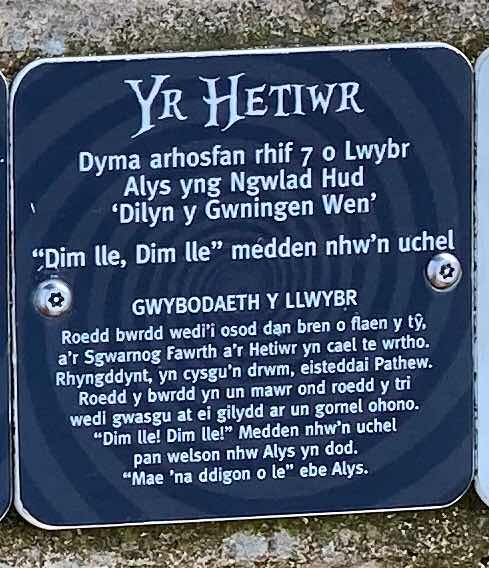 Yr Hetiwr
Dyma arhosfan rhif 7 o Lwybr
Alys yng Ngwlad Hud
‘Dilyn y Gwningen Wen’
“Dim lle, Dim lle” medden nhw’n uchel
GWYBODAETH Y LLWYBR
Roedd bwrdd wedi’i osod dan bren o flaen y tŷ,
a’r Sgwarnog Fawrth a’r Hetiwr yn cael te wrtho.
Rhyngddynt, yn cysgu’n drwm, eisteddai Pathew.
Roedd y bwrdd yn un mawr ond roedd y tri
wedi gwasgu at ei gilydd ar un gornel ohono.
“Dim lle! Dim lle!” Medden nhw’n uchel
pan welson nhw Alys yn dod.
“Mae ’na ddigon o le” ebe Alys.